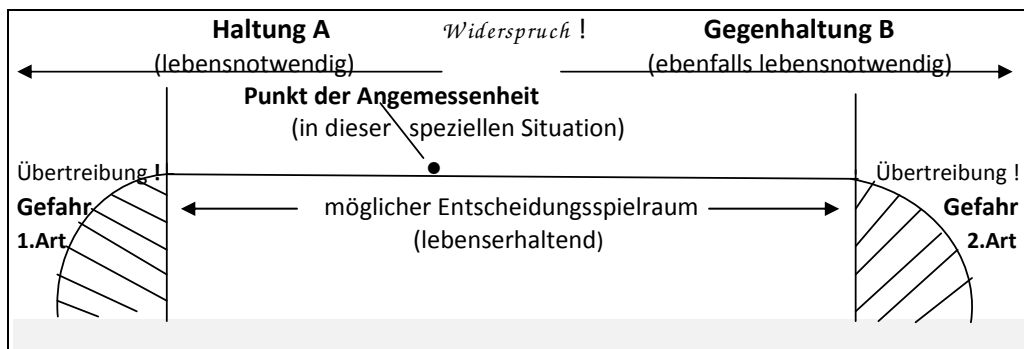 Haltung A Widerspruch ! Gegenhaltung B
(lebensnotwendig) (ebenfalls lebensnotwendig)
Punkt der Angemessenheit
(in dieser speziellen Situation)
Übertreibung ! Übertreibung !
Gefahr möglicher Entscheidungsspielraum Gefahr
1.Art (lebenserhaltend) 2.Art